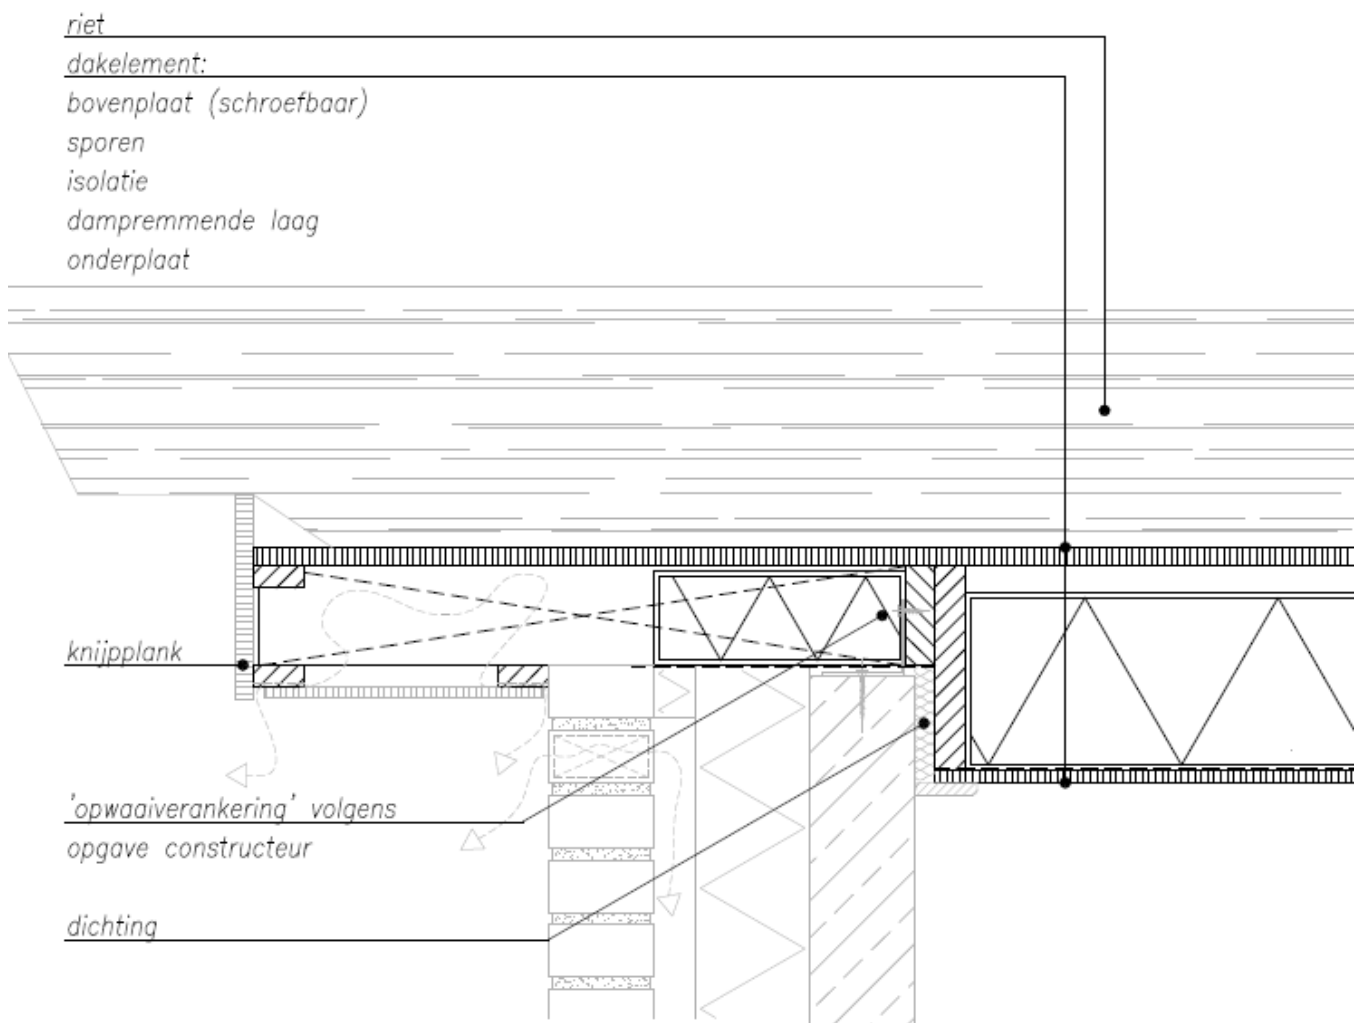 riet
dakelement:
bovenplaat (schroefbaar)
sporen
isolatie
dampremmende laag
onderplaat
knijpplank
'opwaaiverankering' volgens
opgave constructeur
dichting